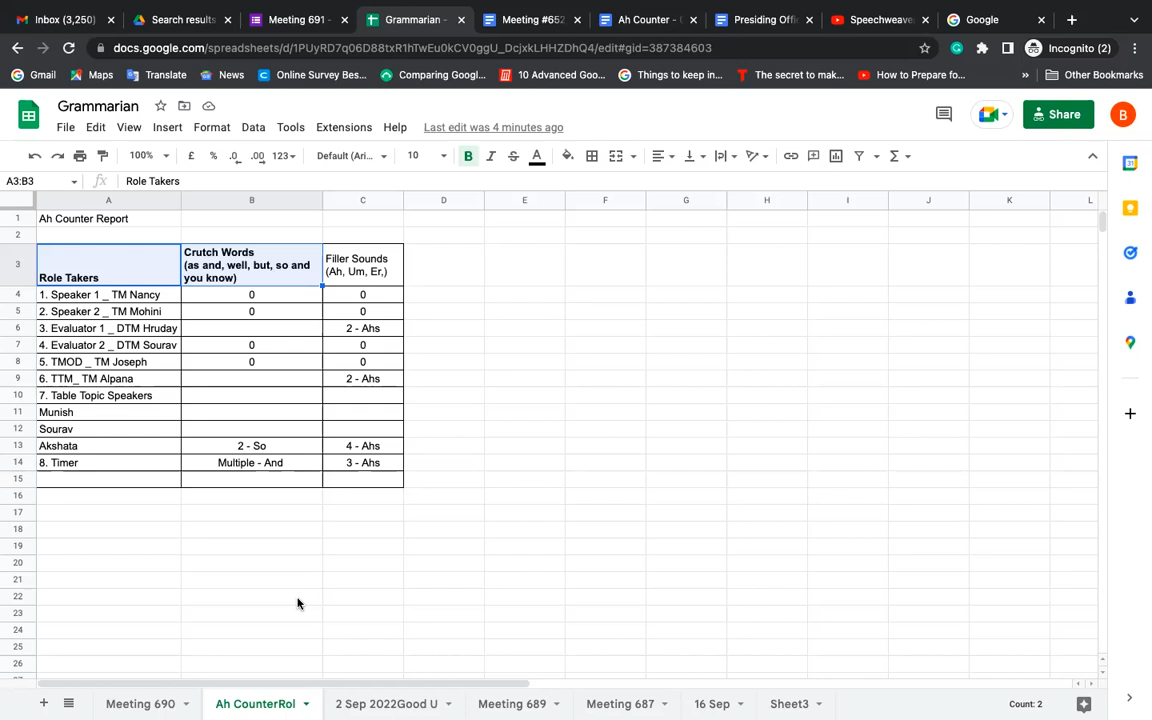 Inbox (3,250)
Search results
Meeting 691 -
Grammarian -
Meeting #652
Ah Counter -
Presiding Offi
Speechweave
Google
docs.google.com/spreadsheets/d/1PUyRD7q06D88txR1hTwEu0kCV0ggU_DcjxkLHHZDhQ4/edit#gid=387384603
Incognito (2)
Gmail
Maps
Translate
News
Online Survey Bes...
Comparing Googl...
10 Advanced Goo...
Things to keep in...
The secret to mak...
How to Prepare fo...
»
Other Bookmarks
Grammarian
File Edit View Insert Format Data Tools Extensions Help Last edit was 4 minutes ago
Share
B
100% £ % .0 .00 123 Default (Ari... 10 B I S A
A3:B3 fx Role Takers
A B C D E F G H I J K L
1 Ah Counter Report
2
3 Role Takers
Crutch Words
(as and, well, but, so and
you know)
Filler Sounds
(Ah, Um, Er,)
4 1. Speaker 1 _ TM Nancy 0 0
5 2. Speaker 2 _ TM Mohini 0 0
6 3. Evaluator 1 _ DTM Hruday 2 - Ahs
7 4. Evaluator 2 _ DTM Sourav 0 0
8 5. TMOD _ TM Joseph 0 0
9 6. TTM_ TM Alpana 2 - Ahs
10 7. Table Topic Speakers
11 Munish
12 Sourav
13 Akshata 2 - So 4 - Ahs
14 8. Timer Multiple - And 3 - Ahs
15
16
17
18
19
20
21
22
23
24
25
26
Meeting 690
Ah CounterRol
2 Sep 2022Good U
Meeting 689
Meeting 687
16 Sep
Sheet3
Count: 2